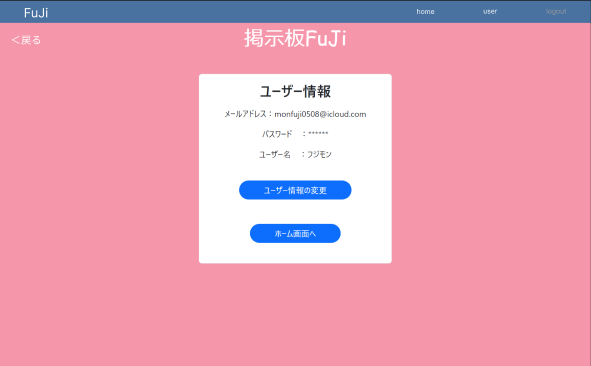 FuJi
home
user
logout
＜戻る
掲示板FuJi
ユーザー情報
メールアドレス：monfuji0508@icloud.com
パスワード　：******
ユーザー名　：フジモン
ユーザー情報の変更
ホーム画面へ